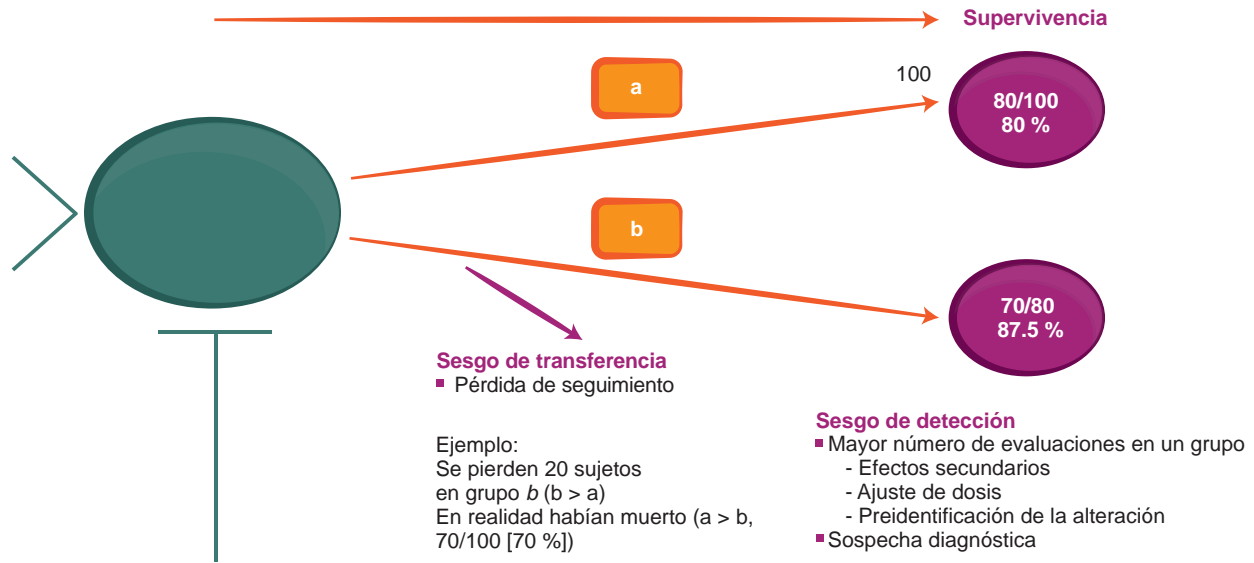 Supervivencia
a
100
80/100
80 %
b
70/80
87.5 %
Sesgo de transferencia
▪ Pérdida de seguimiento
Ejemplo:
Se pierden 20 sujetos
en grupo b (b > a)
En realidad habían muerto (a > b,
70/100 [70 %])
Sesgo de detección
▪ Mayor número de evaluaciones en un grupo
- Efectos secundarios
- Ajuste de dosis
- Preidentificación de la alteración
▪ Sospecha diagnóstica